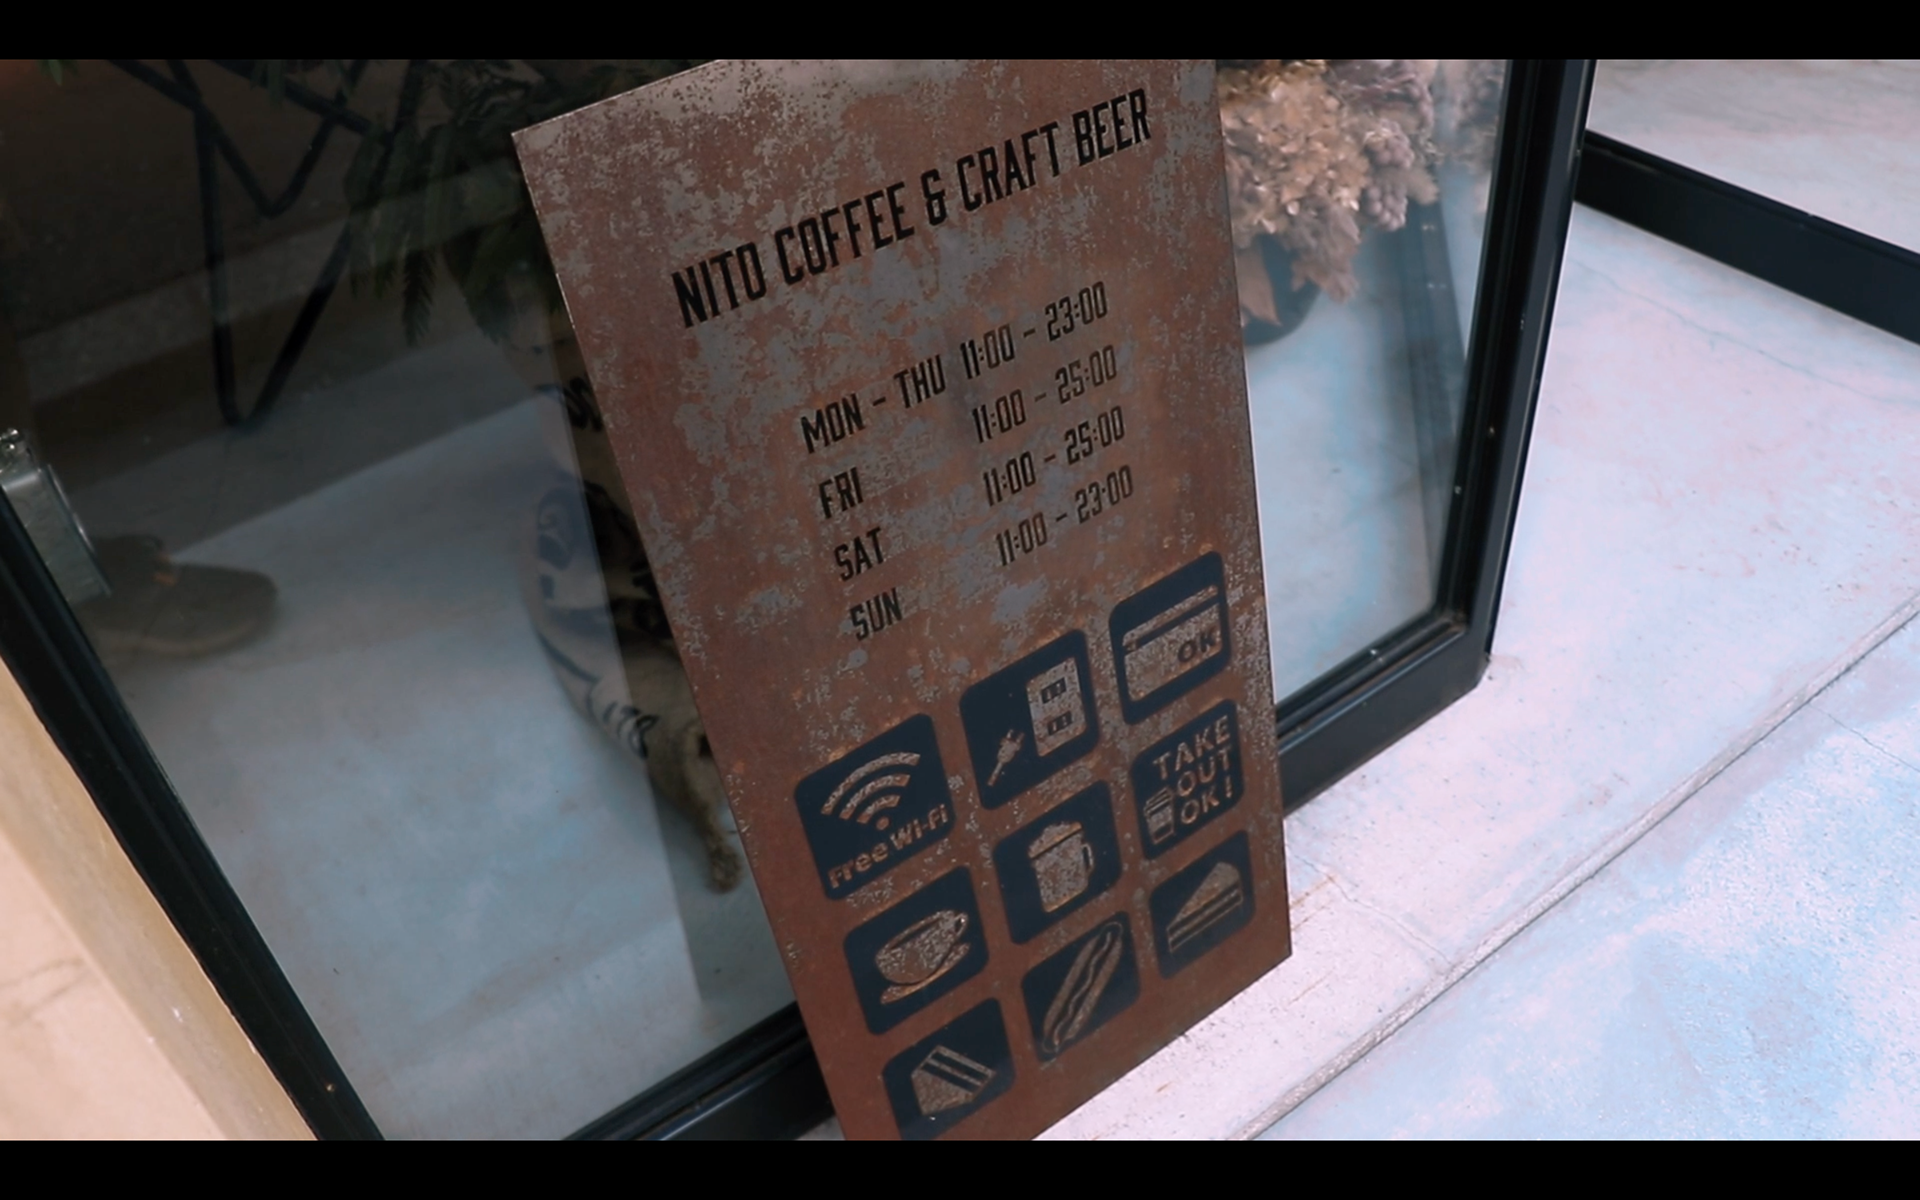 NITO COFFEE & CRAFT BEER
MON - THU 11:00 - 23:00
FRI 11:00 - 25:00
SAT 11:00 - 25:00
SUN 11:00 - 23:00
OK
Free Wi-Fi
TAKE
OUT
OK!